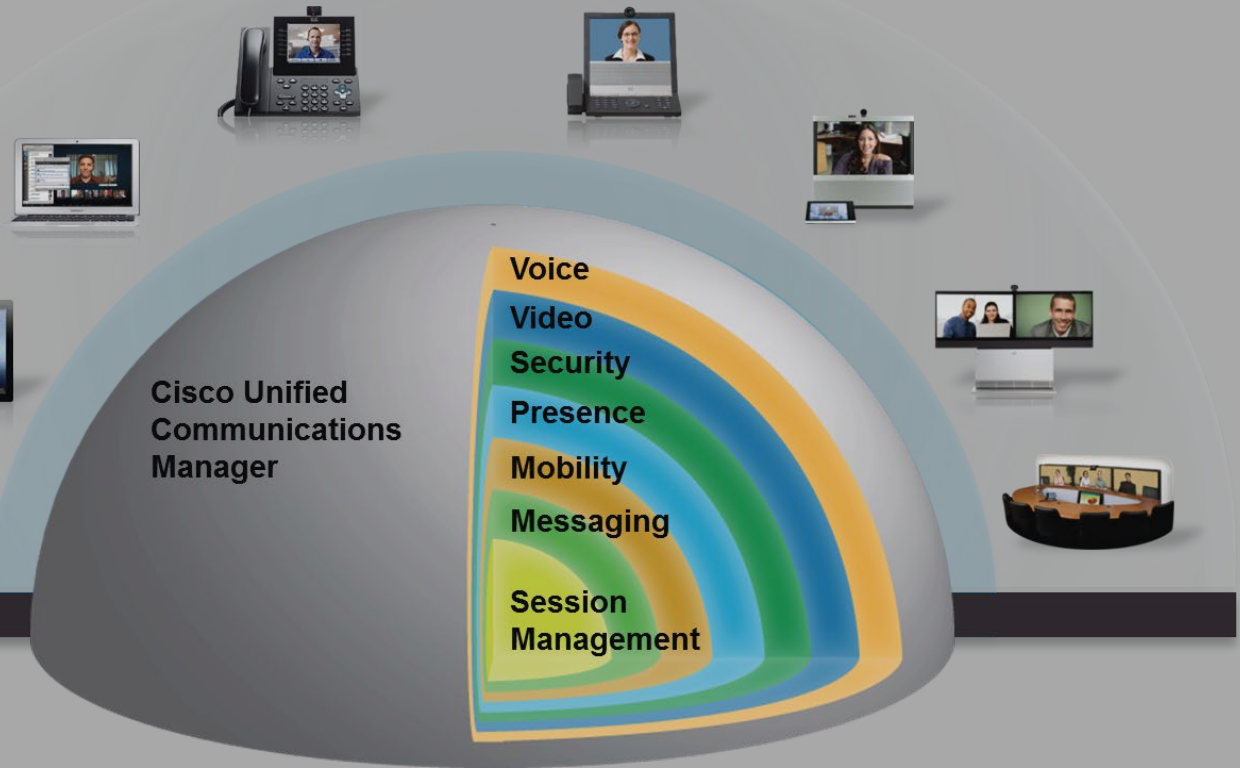 Cisco Unified
Communications
Manager
Voice
Video
Security
Presence
Mobility
Messaging
Session
Management